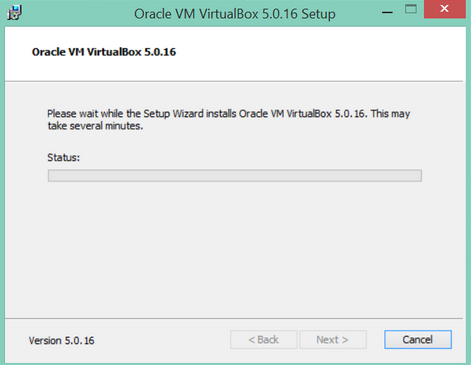 Oracle VM VirtualBox 5.0.16 Setup
Oracle VM VirtualBox 5.0.16
Please wait while the Setup Wizard installs Oracle VM VirtualBox 5.0.16. This may
take several minutes.
Status:
Version 5.0.16
< Back
Next >
Cancel